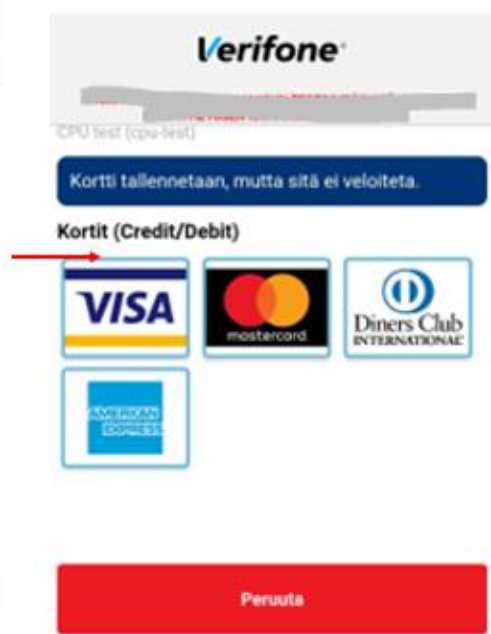 Verifone
CPU test (cpu-test)
Kortti tallennetaan, mutta sitä ei veloiteta.
Kortit (Credit/Debit)
VISA
mastercard
Diners Club
INTERNATIONAL
AMERICAN
EXPRESS
Peruuta